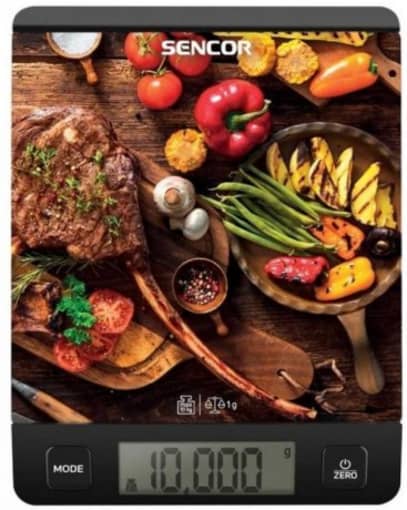 SENCOR
1g
MODE
10,000 g
ZERO